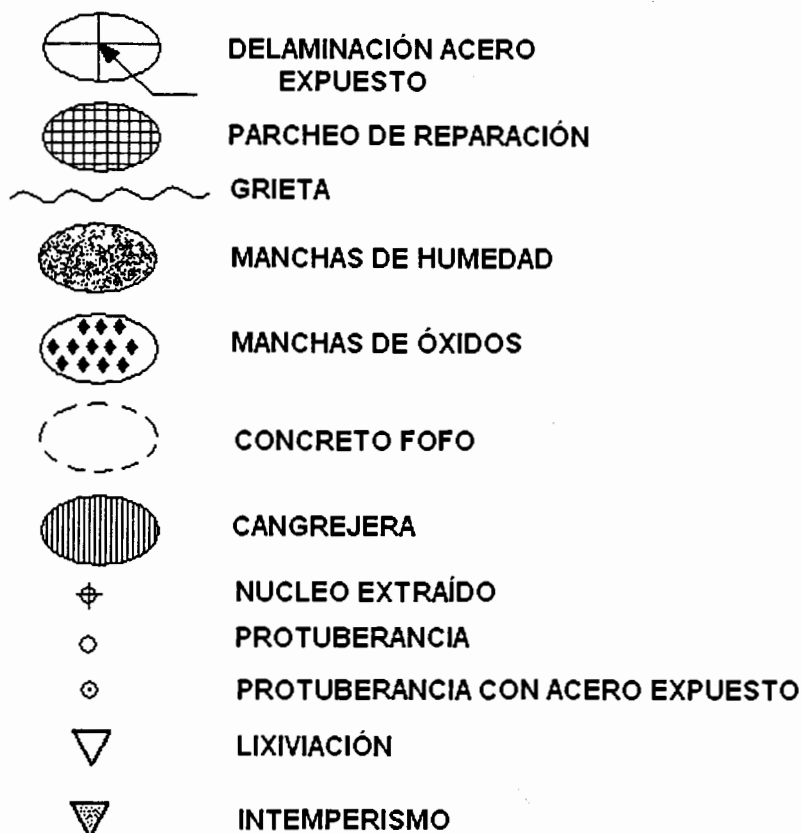 DELAMINACIÓN ACERO
EXPUESTO
PARCHEO DE REPARACIÓN
GRIETA
MANCHAS DE HUMEDAD
MANCHAS DE ÓXIDOS
CONCRETO FOFO
CANGREJERA
NUCLEO EXTRAÍDO
PROTUBERANCIA
PROTUBERANCIA CON ACERO EXPUESTO
LIXIVIACIÓN
INTEMPERISMO